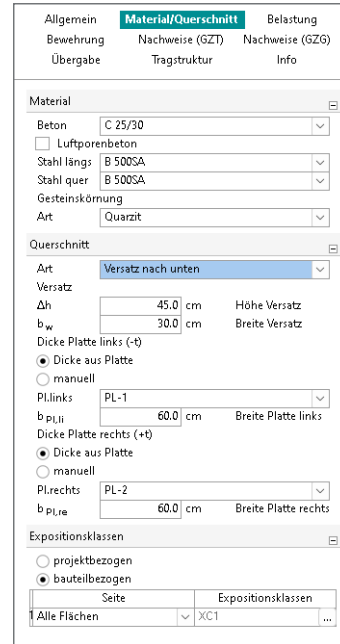 Allgemein Material/Querschnitt Belastung
Bewehrung Nachweise (GZT) Nachweise (GZG)
Übergabe Tragstruktur Info
Material
Beton C 25/30
Luftporenbeton
Stahl längs B 500SA
Stahl quer B 500SA
Gesteinskörnung
Art Quarzit
Querschnitt
Art Versatz nach unten
Versatz
Δh 45.0 cm Höhe Versatz
b w 30.0 cm Breite Versatz
Dicke Platte links (-t)
Dicke aus Platte
manuell
Pl.links PL-1
b Pl,li 60.0 cm Breite Platte links
Dicke Platte rechts (+t)
Dicke aus Platte
manuell
Pl.rechts PL-2
b Pl,re 60.0 cm Breite Platte rechts
Expositionsklassen
projektbezogen
bauteilbezogen
Seite Expositionsklassen
1 Alle Flächen XC1 ...